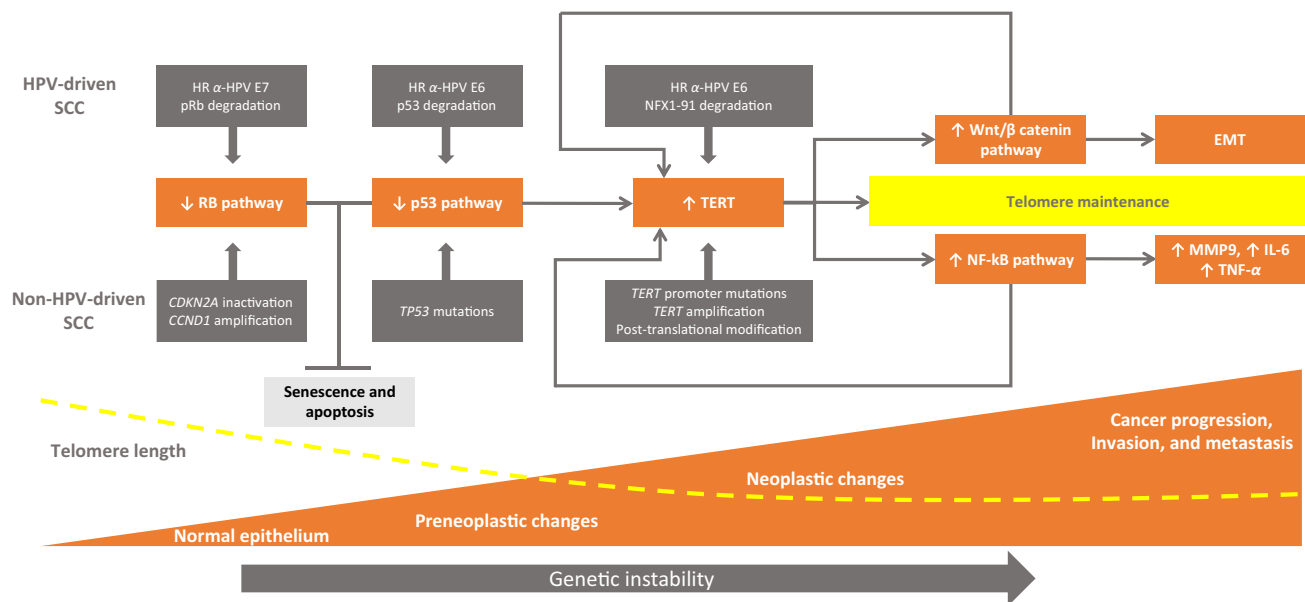 HPV-driven
SCC
HR α-HPV E7
pRb degradation
HR α-HPV E6
p53 degradation
HR α-HPV E6
NFX1-91 degradation
↑ Wnt/β catenin
pathway
EMT
↓ RB pathway
↓ p53 pathway
↑ TERT
Telomere maintenance
↑ NF-kB pathway
↑ MMP9, ↑ IL-6
↑ TNF-α
Non-HPV-driven
SCC
CDKN2A inactivation
CCND1 amplification
TP53 mutations
TERT promoter mutations
TERT amplification
Post-translational modification
Senescence and
apoptosis
Telomere length
Cancer progression,
Invasion, and metastasis
Neoplastic changes
Preneoplastic changes
Normal epithelium
Genetic instability